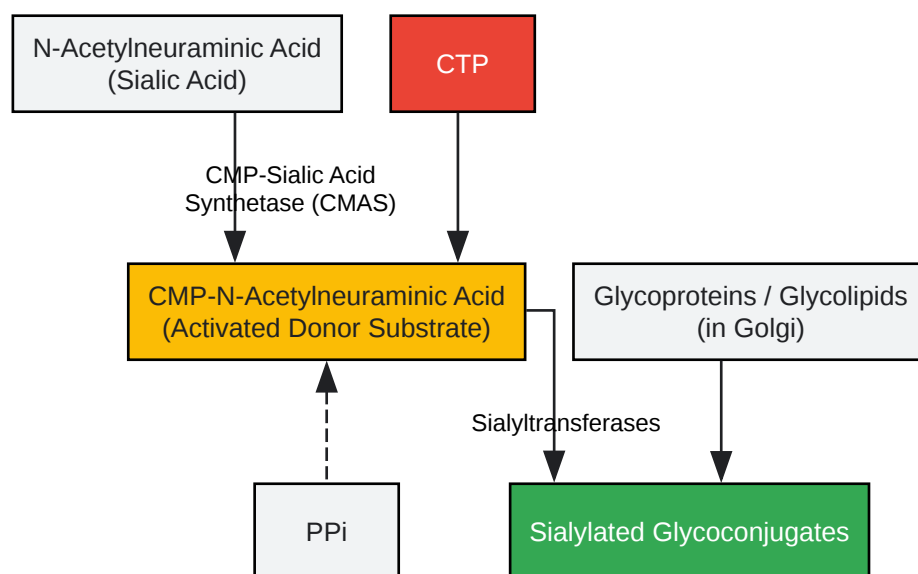 N-Acetylneuraminic Acid
(Sialic Acid)
CTP
CMP-Sialic Acid
Synthetase (CMAS)
CMP-N-Acetylneuraminic Acid
(Activated Donor Substrate)
Glycoproteins / Glycolipids
(in Golgi)
Sialyltransferases
PPi
Sialylated Glycoconjugates